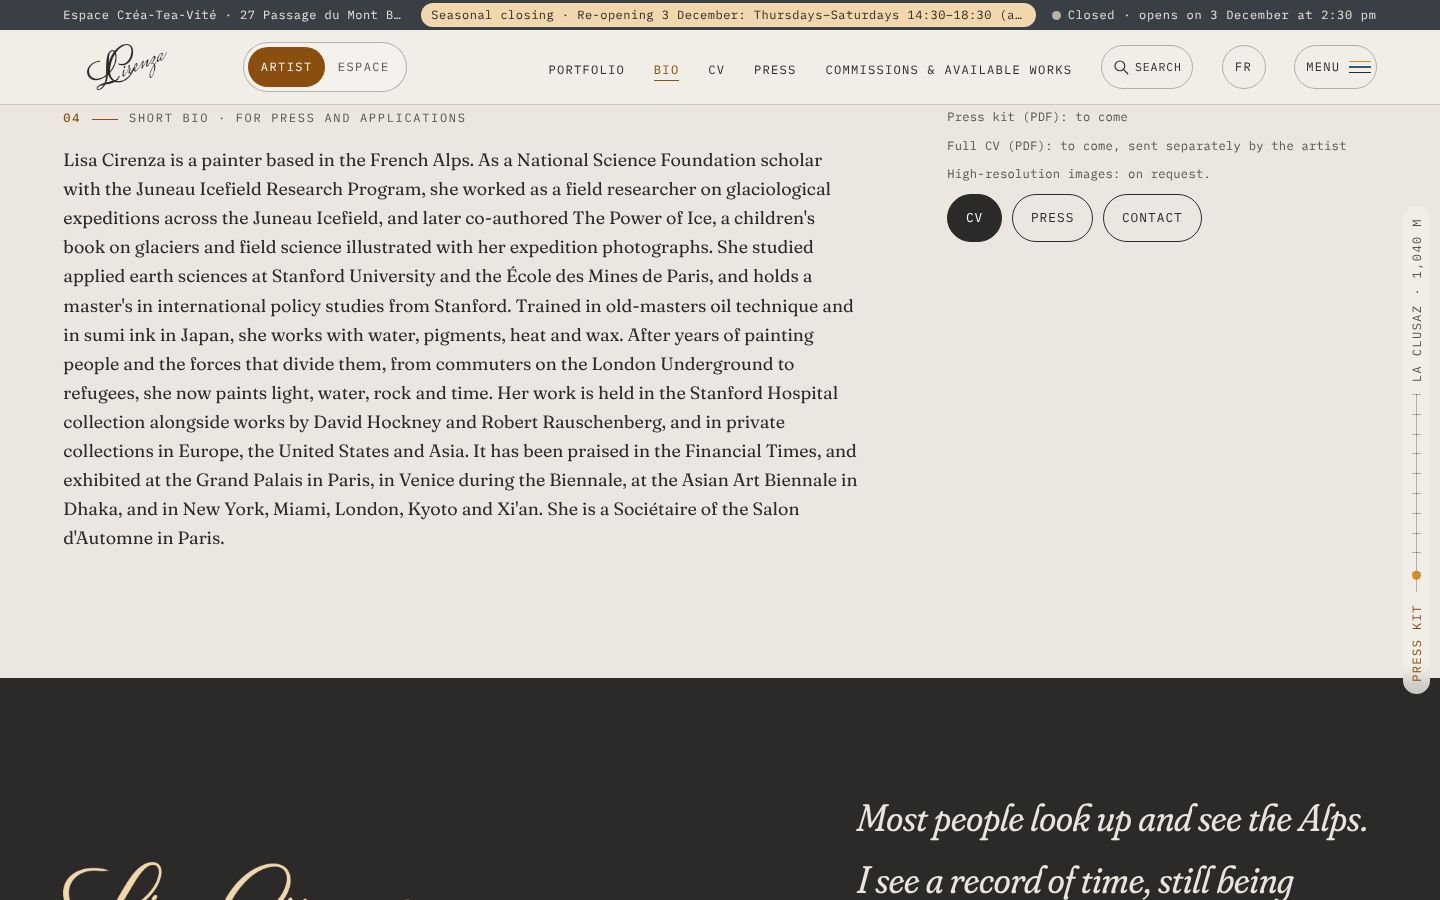 Espace Créa-Tea-Vité · 27 Passage du Mont B…
Seasonal closing · Re-opening 3 December: Thursdays–Saturdays 14:30–18:30 (a…
Closed · opens on 3 December at 2:30 pm
Cirenza
ARTIST
ESPACE
PORTFOLIO
BIO
CV
PRESS
COMMISSIONS & AVAILABLE WORKS
SEARCH
FR
MENU
04 — SHORT BIO · FOR PRESS AND APPLICATIONS
Lisa Cirenza is a painter based in the French Alps. As a National Science Foundation scholar
with the Juneau Icefield Research Program, she worked as a field researcher on glaciological
expeditions across the Juneau Icefield, and later co-authored The Power of Ice, a children's
book on glaciers and field science illustrated with her expedition photographs. She studied
applied earth sciences at Stanford University and the École des Mines de Paris, and holds a
master's in international policy studies from Stanford. Trained in old-masters oil technique and
in sumi ink in Japan, she works with water, pigments, heat and wax. After years of painting
people and the forces that divide them, from commuters on the London Underground to
refugees, she now paints light, water, rock and time. Her work is held in the Stanford Hospital
collection alongside works by David Hockney and Robert Rauschenberg, and in private
collections in Europe, the United States and Asia. It has been praised in the Financial Times, and
exhibited at the Grand Palais in Paris, in Venice during the Biennale, at the Asian Art Biennale in
Dhaka, and in New York, Miami, London, Kyoto and Xi'an. She is a Sociétaire of the Salon
d'Automne in Paris.
Press kit (PDF): to come
Full CV (PDF): to come, sent separately by the artist
High-resolution images: on request.
CV
PRESS
CONTACT
LA CLUSAZ · 1,040 M
PRESS KIT
Most people look up and see the Alps.
I see a record of time, still being